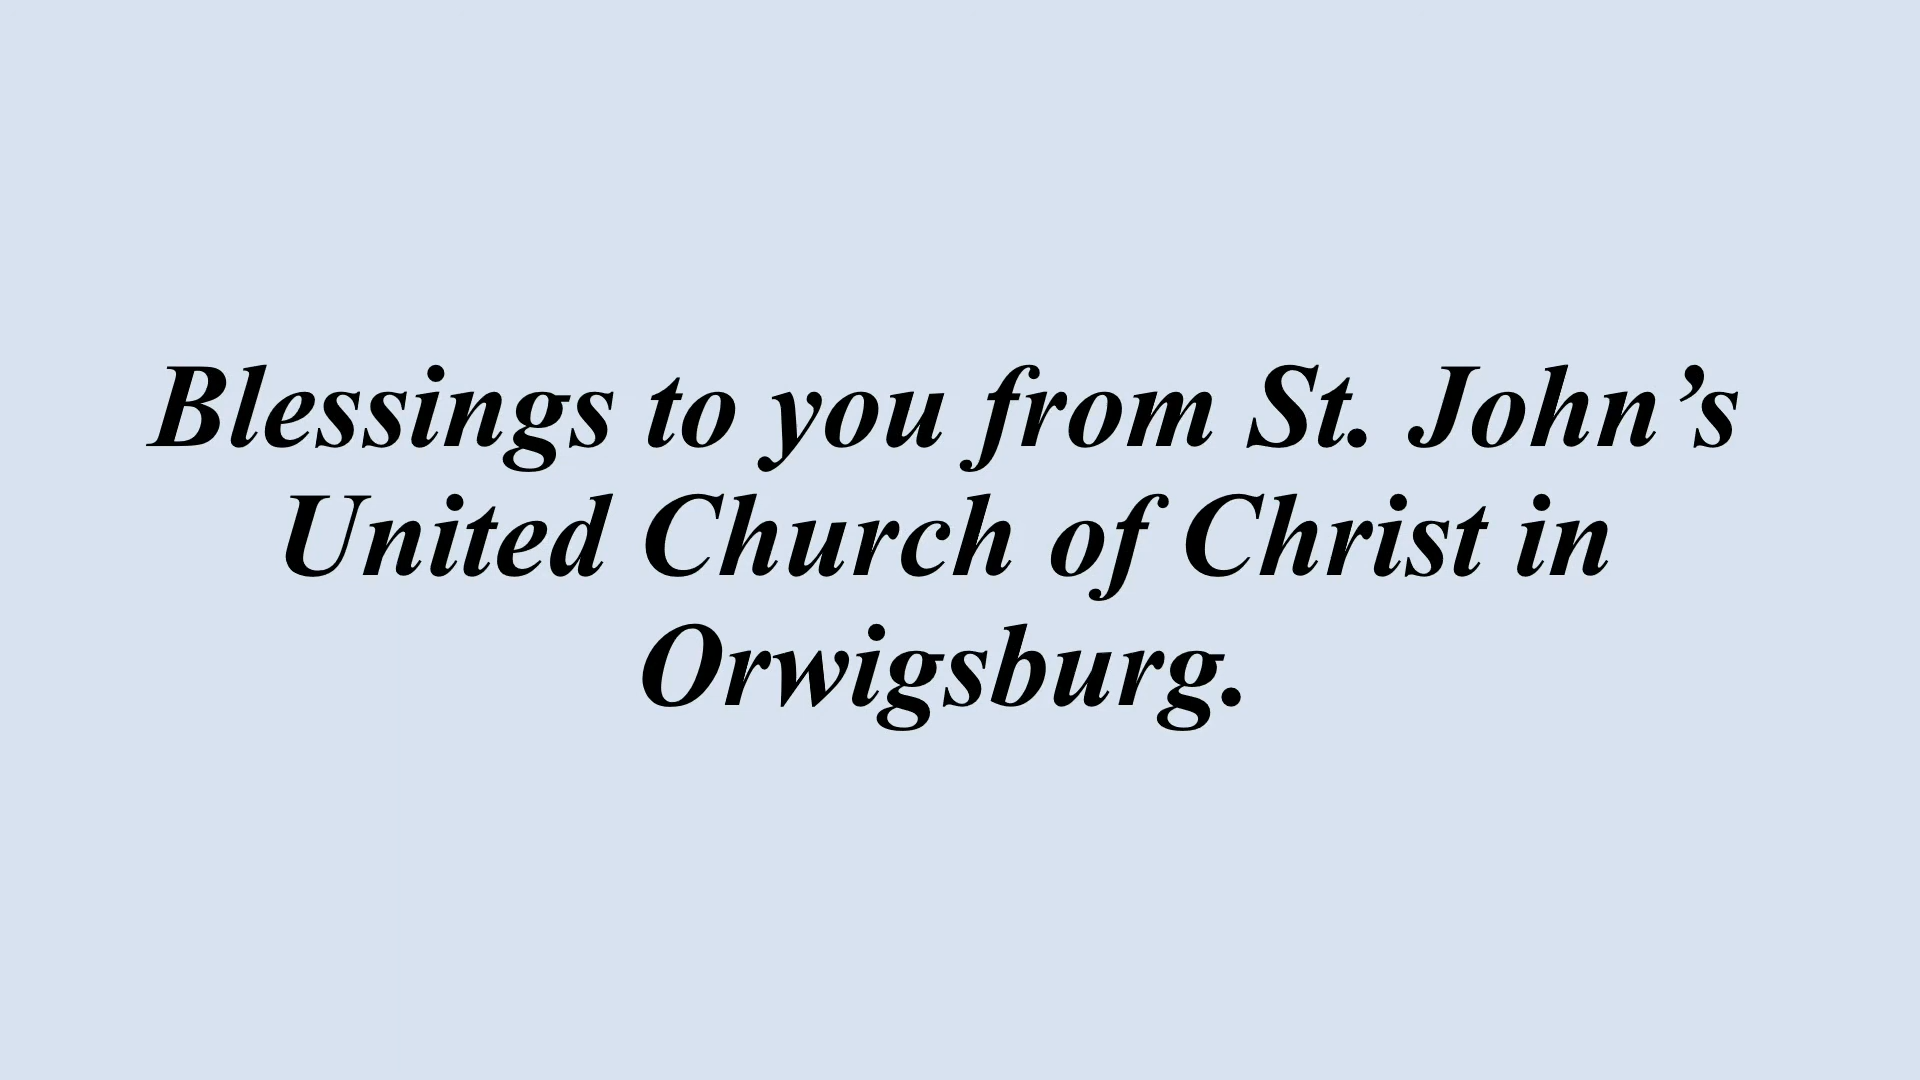 Blessings to you from St. John’s
United Church of Christ in
Orwigsburg.